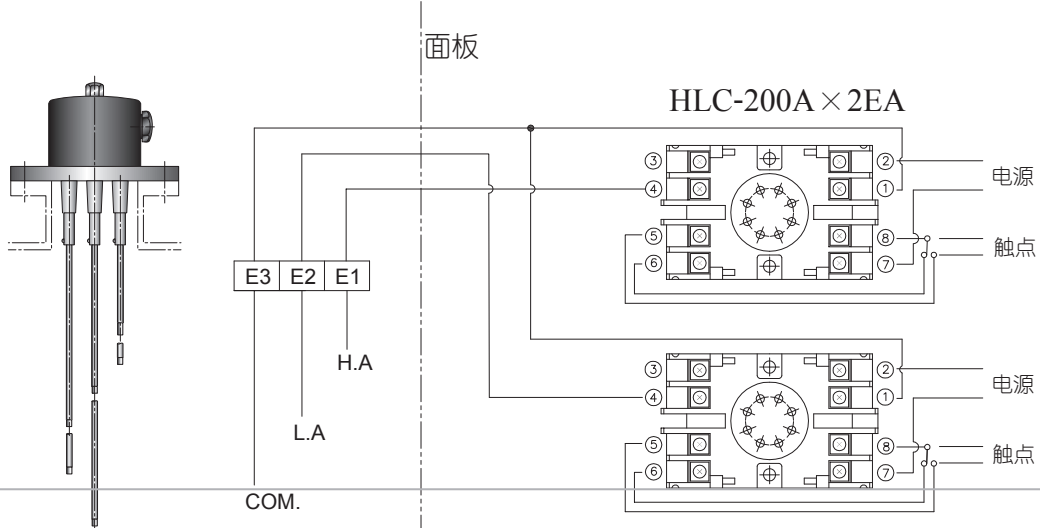 面板
HLC-200A×2EA
③ ②
④ ①
电源
⑤ ⑧
⑥ ⑦
触点
E3 E2 E1
H.A
L.A
COM.
③ ②
④ ①
电源
⑤ ⑧
⑥ ⑦
触点